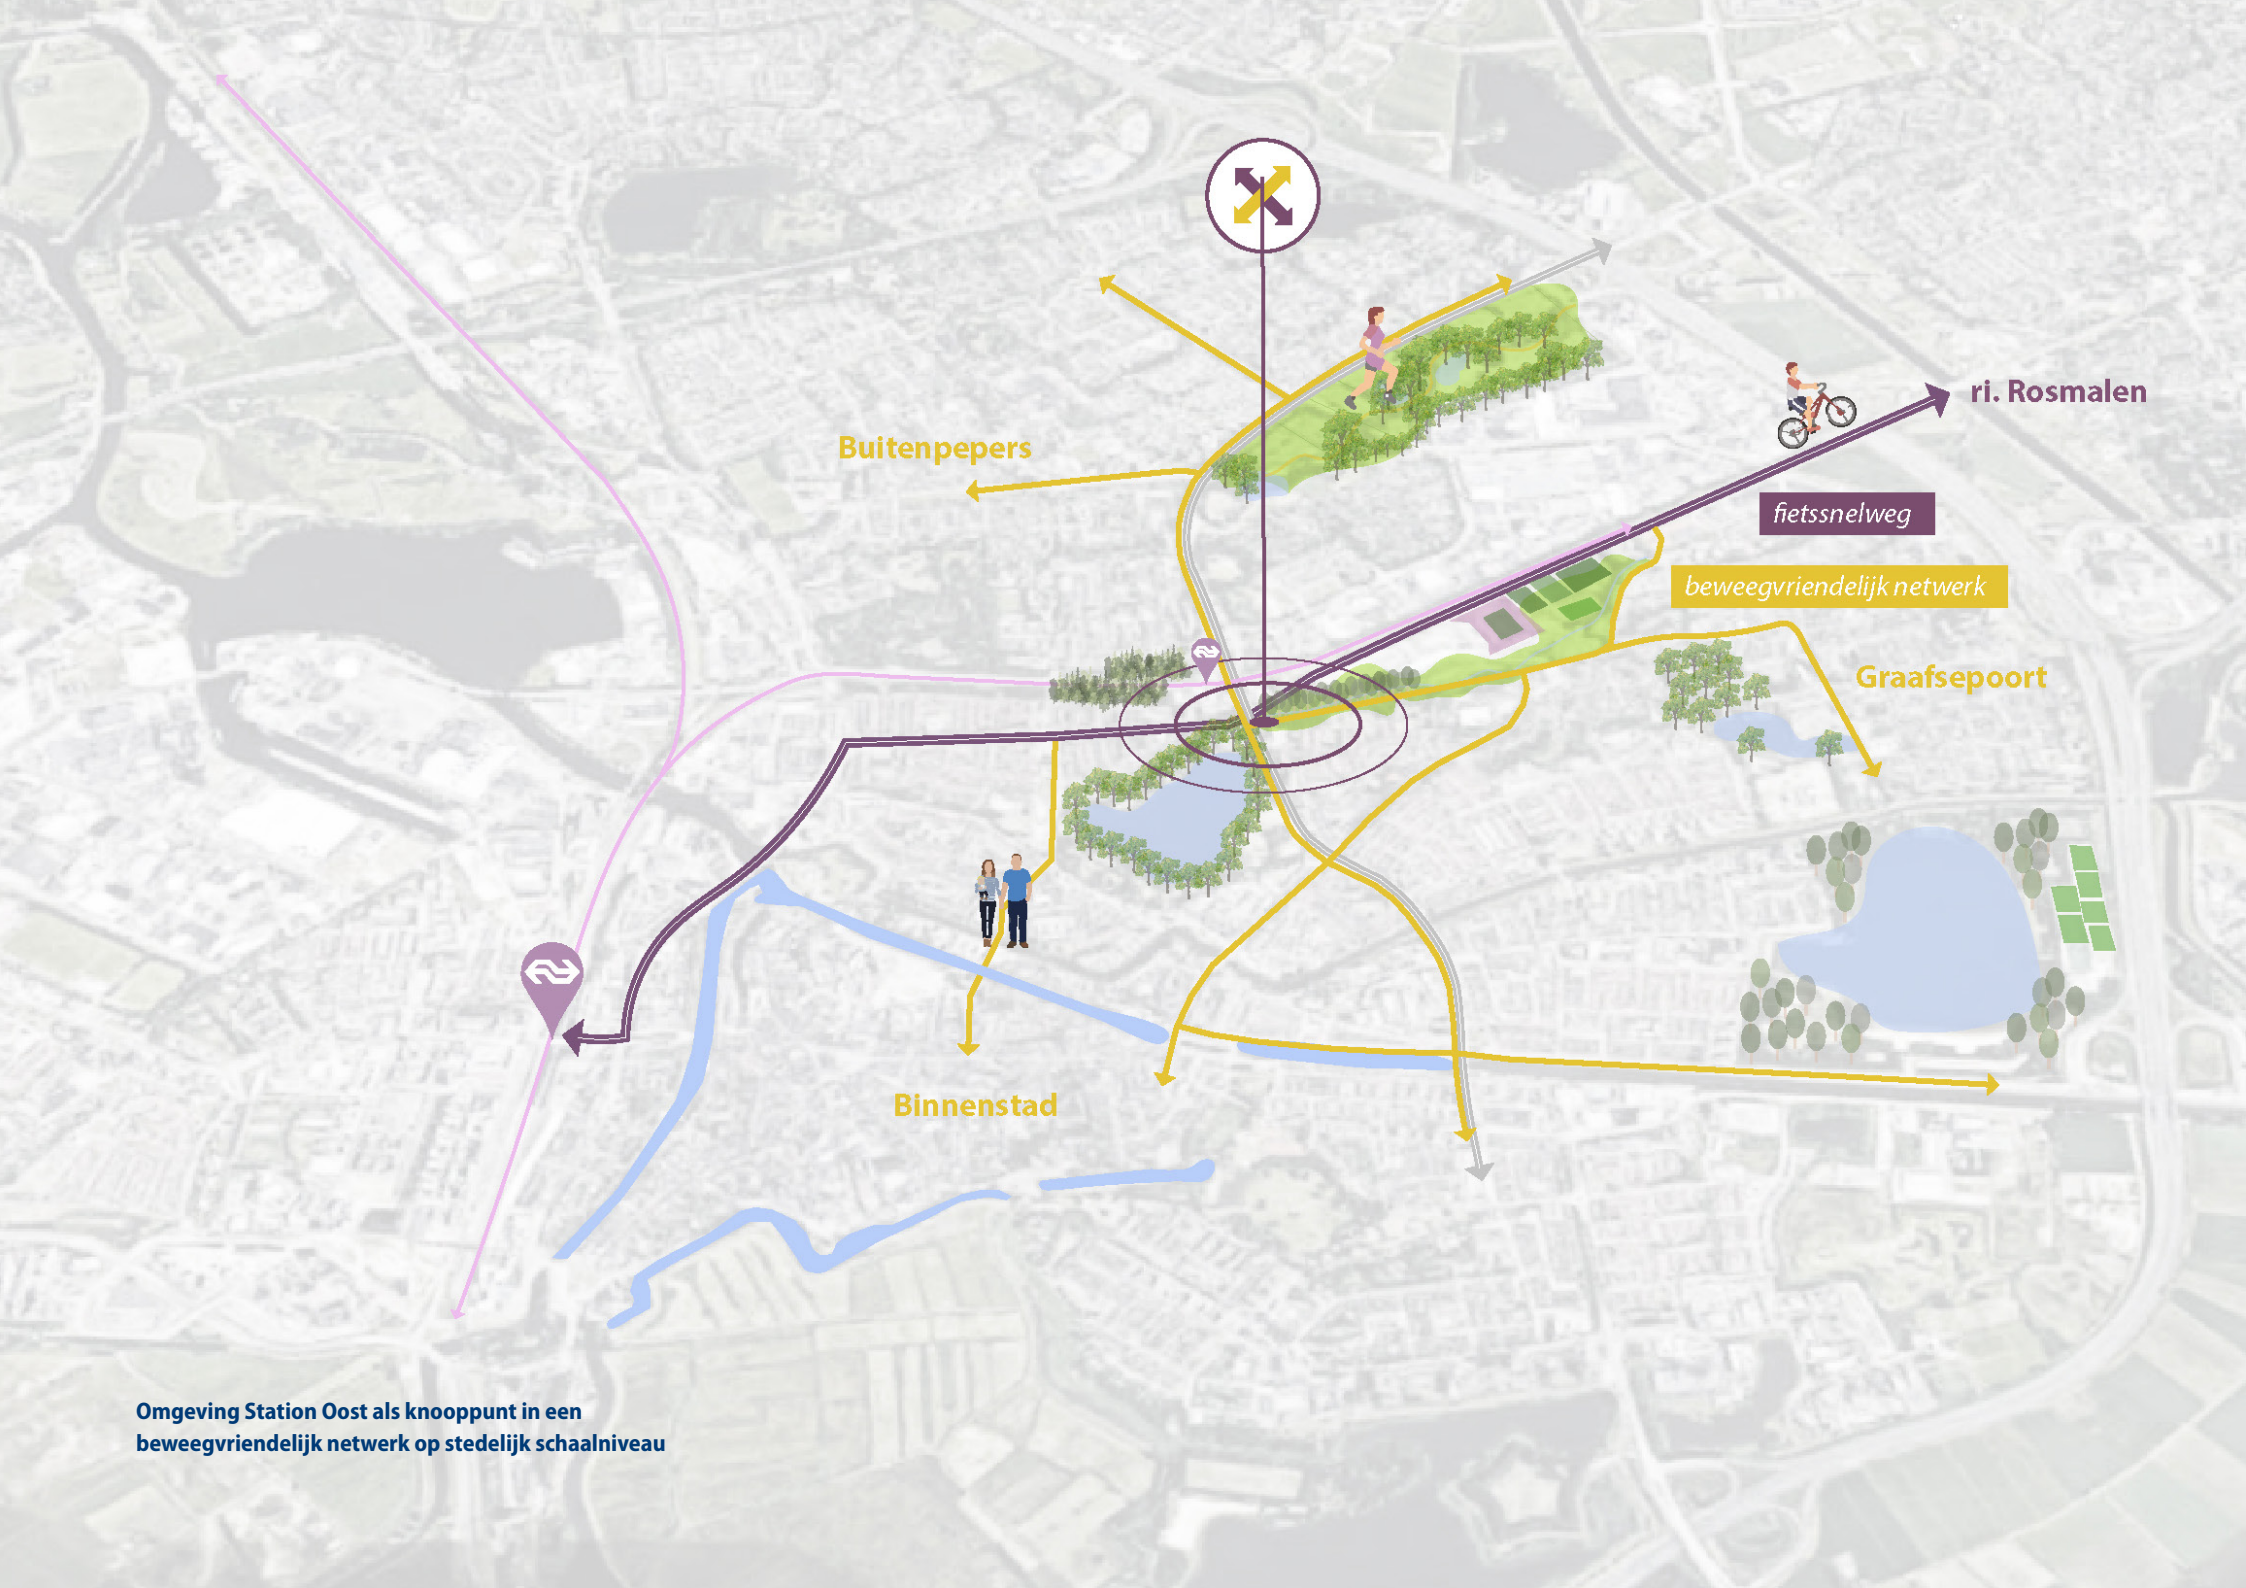 ri. Rosmalen
Buitenpepers
fietssnelweg
beweegvriendelijk netwerk
Graafsepoort
Binnenstad
Omgeving Station Oost als knooppunt in een
beweegvriendelijk netwerk op stedelijk schaalniveau